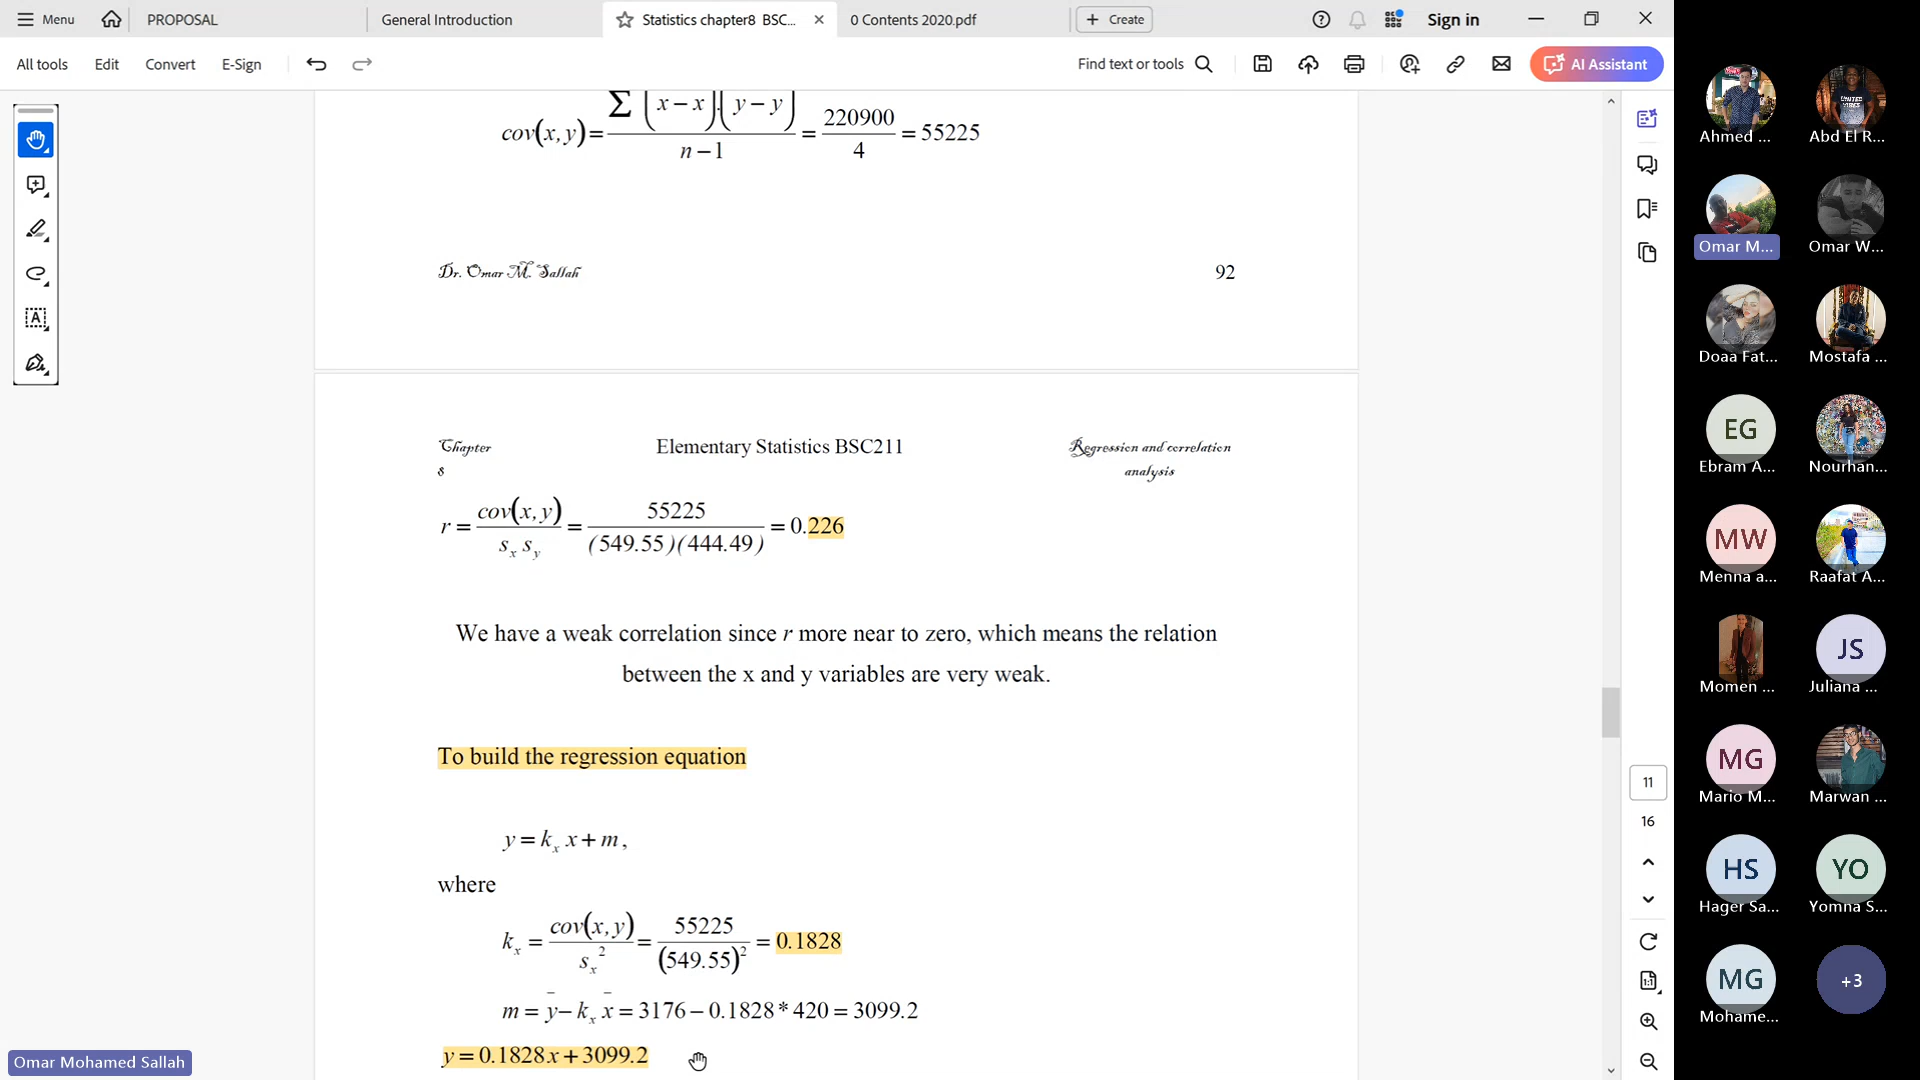 Menu
PROPOSAL
General Introduction
Statistics chapter8 BSC...
0 Contents 2020.pdf
Create
Sign in
All tools
Edit
Convert
E-Sign
Find text or tools
AI Assistant
cov(x, y) = Σ (x − x)(y − y) / n − 1 = 220900 / 4 = 55225
Dr. Omar M. Sallah
92
Chapter 8
Elementary Statistics BSC211
Regression and correlation analysis
r = cov(x, y) / s_x s_y = 55225 / (549.55)(444.49) = 0.226
We have a weak correlation since r more near to zero, which means the relation
between the x and y variables are very weak.
To build the regression equation
y = k_x x + m,
where
k_x = cov(x, y) / s_x² = 55225 / (549.55)² = 0.1828
m = y̅ − k_x x̅ = 3176 − 0.1828 * 420 = 3099.2
y = 0.1828x + 3099.2
11
16
Omar Mohamed Sallah
Ahmed ...
Abd El R...
Omar M...
Omar W...
Doaa Fat...
Mostafa ...
EG
Ebram A...
Nourhan...
MW
Menna a...
Raafat A...
Momen ...
JS
Juliana ...
MG
Mario M...
Marwan ...
HS
Hager Sa...
YO
Yomna S...
MG
Mohame...
+3